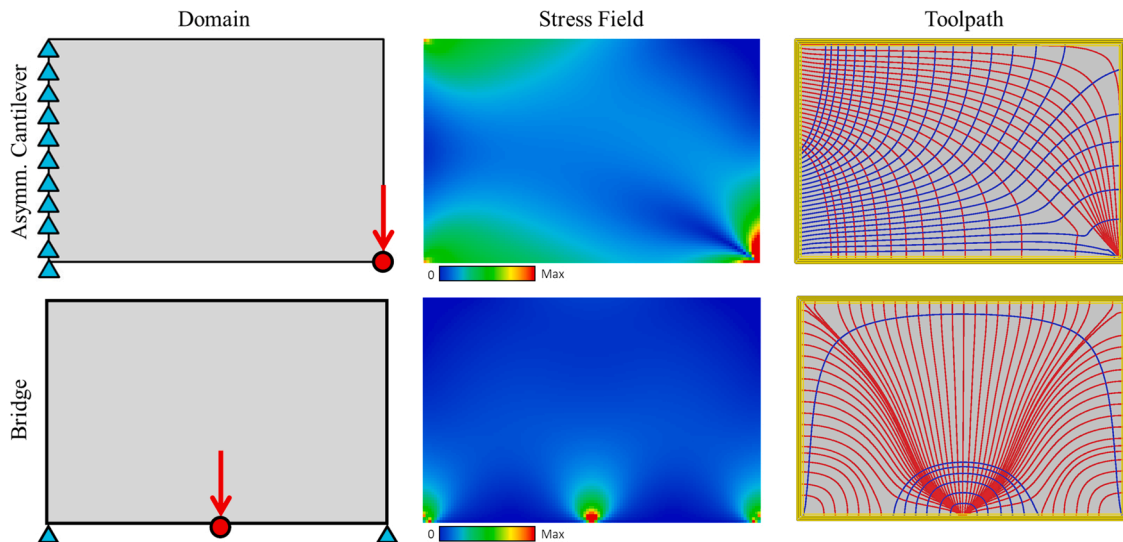 Domain
Stress Field
Toolpath
Asymm. Cantilever
0
Max
Bridge
0
Max